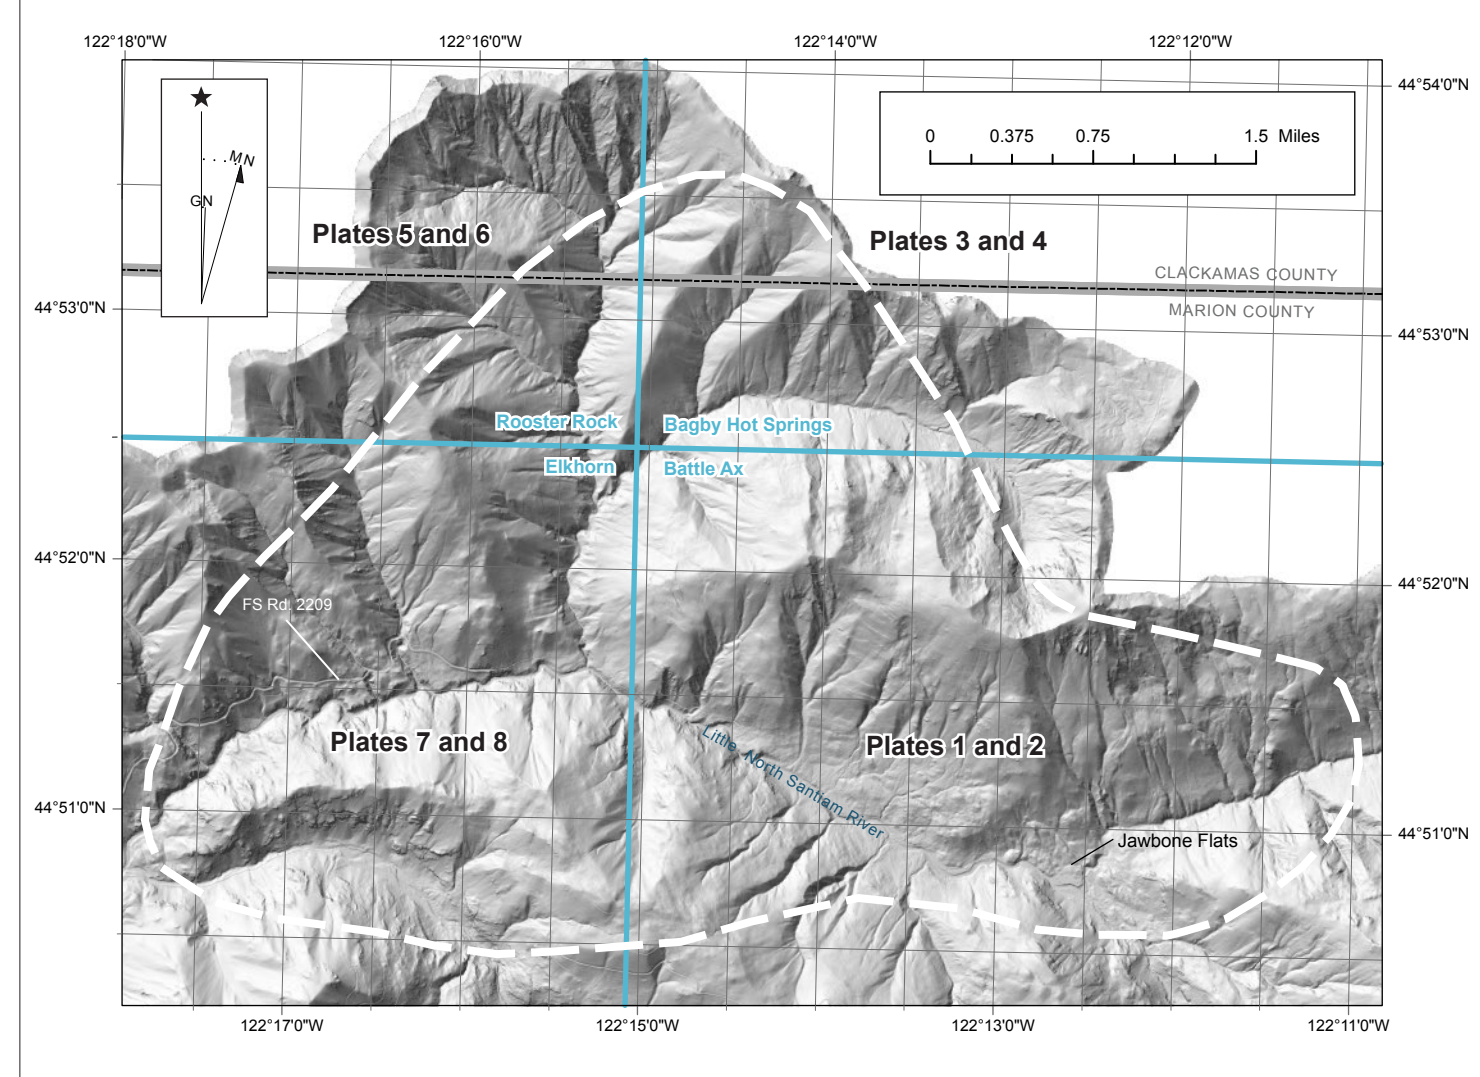 122°18'0"W
122°16'0"W
122°14'0"W
122°12'0"W
44°54'0"N
0 0.375 0.75 1.5 Miles
MN
GN
Plates 5 and 6
Plates 3 and 4
CLACKAMAS COUNTY
MARION COUNTY
44°53'0"N
44°53'0"N
Rooster Rock
Bagby Hot Springs
Elkhorn
Battle Ax
44°52'0"N
44°52'0"N
FS Rd. 2209
Plates 7 and 8
Plates 1 and 2
Little North Santiam River
44°51'0"N
44°51'0"N
Jawbone Flats
122°17'0"W
122°15'0"W
122°13'0"W
122°11'0"W